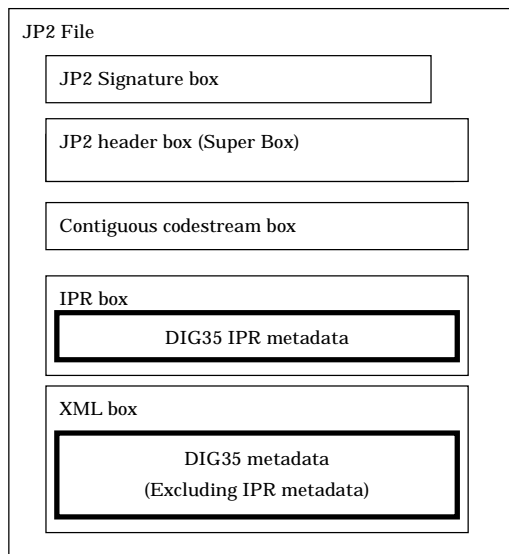 JP2 File
JP2 Signature box
JP2 header box (Super Box)
Contiguous codestream box
IPR box
DIG35 IPR metadata
XML box
DIG35 metadata
(Excluding IPR metadata)